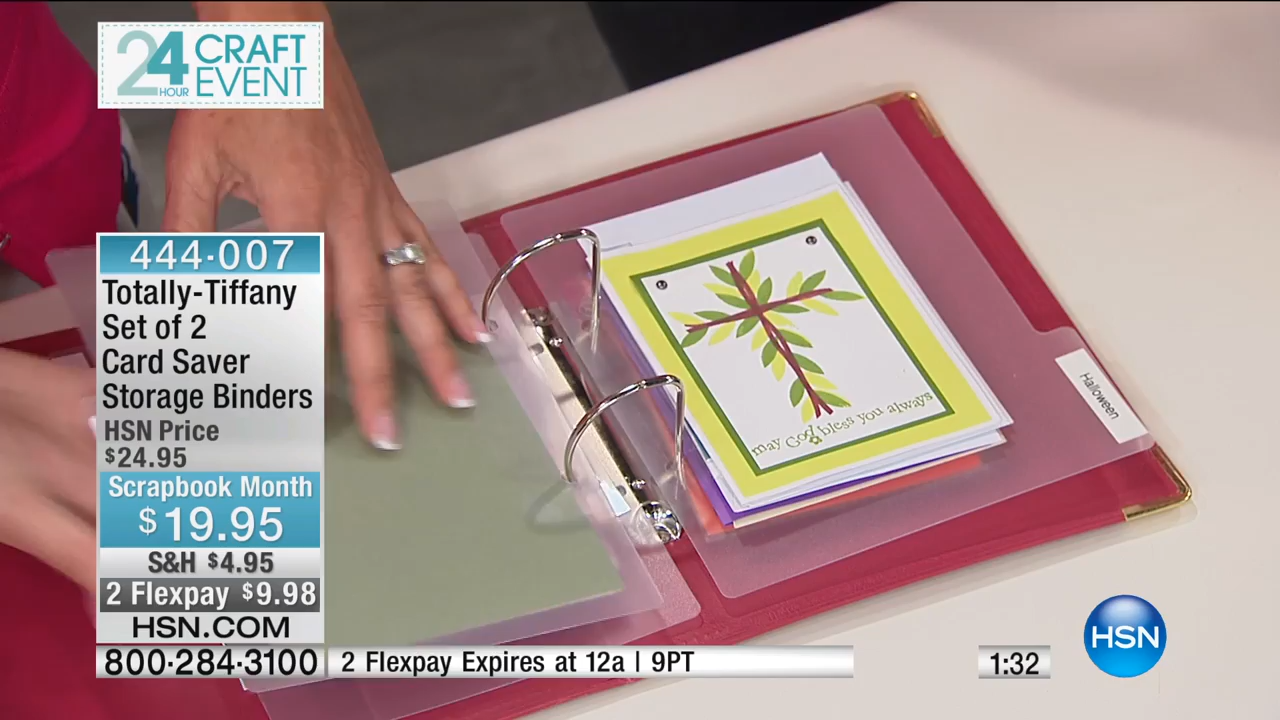 24 HOUR
CRAFT
EVENT
444-007
Totally-Tiffany
Set of 2
Card Saver
Storage Binders
HSN Price
$24.95
Scrapbook Month
$19.95
S&H $4.95
2 Flexpay $9.98
HSN.COM
800-284-3100
2 Flexpay Expires at 12a | 9PT
1:32
HSN
may God bless you always
Halloween